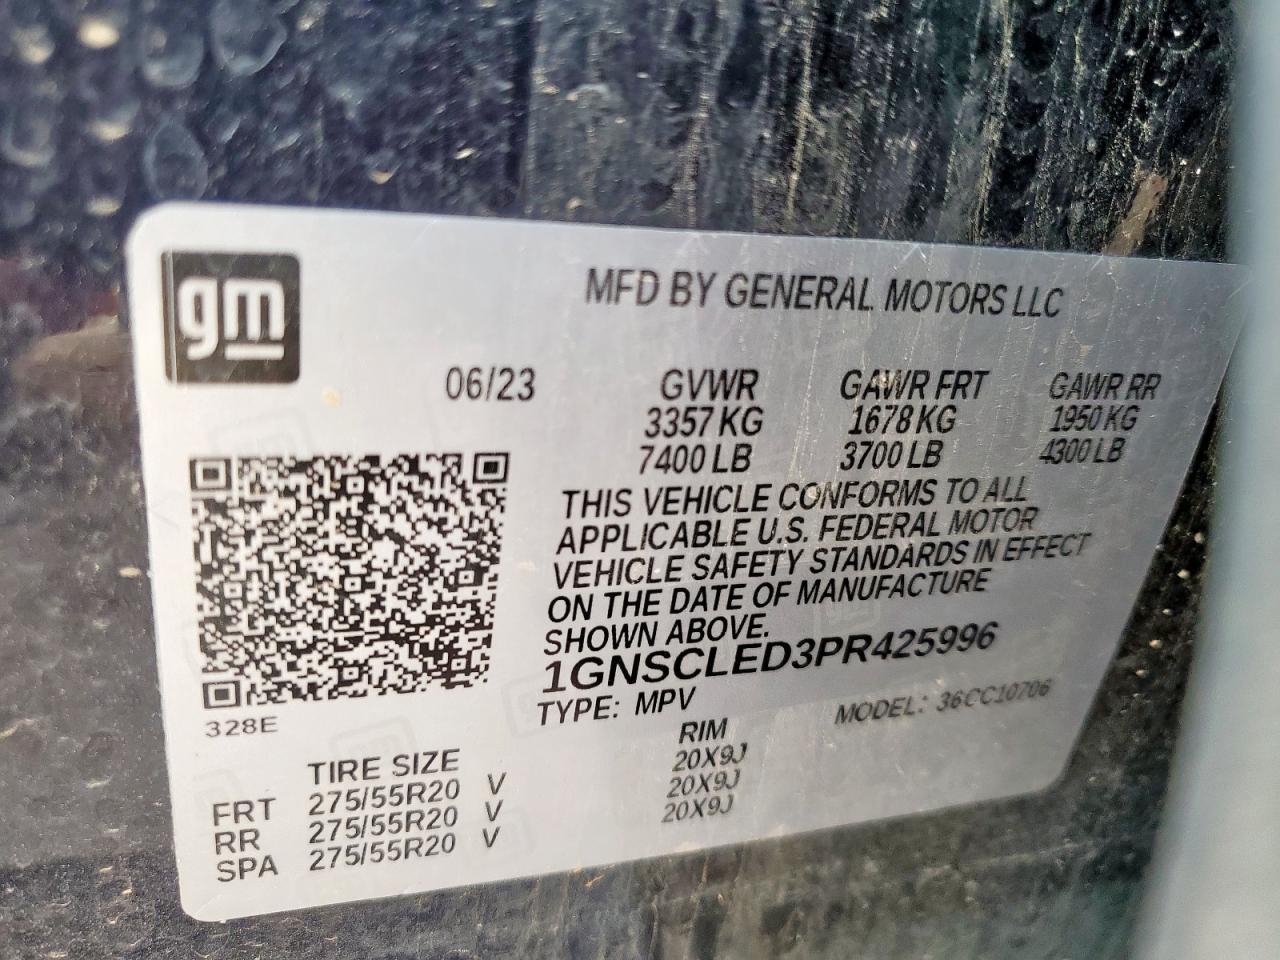 gm
MFD BY GENERAL MOTORS LLC
06/23 GVWR GAWR FRT GAWR RR
3357 KG 1678 KG 1950 KG
7400 LB 3700 LB 4300 LB
THIS VEHICLE CONFORMS TO ALL
APPLICABLE U.S. FEDERAL MOTOR
VEHICLE SAFETY STANDARDS IN EFFECT
ON THE DATE OF MANUFACTURE
SHOWN ABOVE.
1GNSCLED3PR425996
TYPE: MPV MODEL: 36CC10706
328E
TIRE SIZE RIM
FRT 275/55R20 V 20X9J
RR 275/55R20 V 20X9J
SPA 275/55R20 V 20X9J